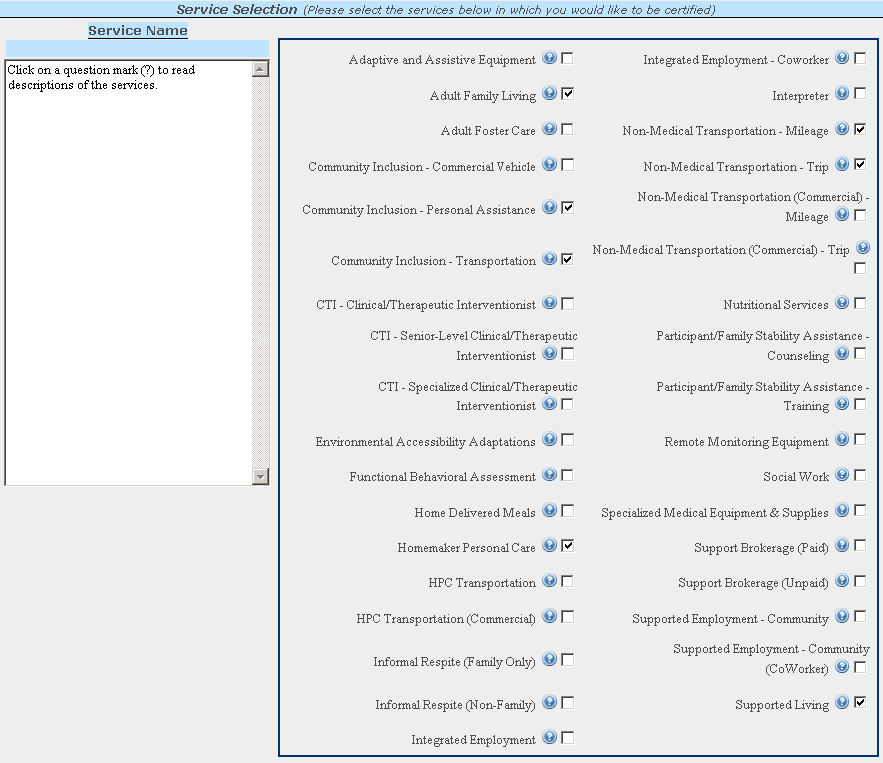 Service Selection (Please select the services below in which you would like to be certified)
Service Name
Click on a question mark (?) to read
descriptions of the services.
Adaptive and Assistive Equipment
Adult Family Living
Adult Foster Care
Community Inclusion - Commercial Vehicle
Community Inclusion - Personal Assistance
Community Inclusion - Transportation
CTI - Clinical/Therapeutic Interventionist
CTI - Senior-Level Clinical/Therapeutic
Interventionist
CTI - Specialized Clinical/Therapeutic
Interventionist
Environmental Accessibility Adaptations
Functional Behavioral Assessment
Home Delivered Meals
Homemaker Personal Care
HPC Transportation
HPC Transportation (Commercial)
Informal Respite (Family Only)
Informal Respite (Non-Family)
Integrated Employment
Integrated Employment - Coworker
Interpreter
Non-Medical Transportation - Mileage
Non-Medical Transportation - Trip
Non-Medical Transportation (Commercial) -
Mileage
Non-Medical Transportation (Commercial) - Trip
Nutritional Services
Participant/Family Stability Assistance -
Counseling
Participant/Family Stability Assistance -
Training
Remote Monitoring Equipment
Social Work
Specialized Medical Equipment & Supplies
Support Brokerage (Paid)
Support Brokerage (Unpaid)
Supported Employment - Community
Supported Employment - Community
(CoWorker)
Supported Living